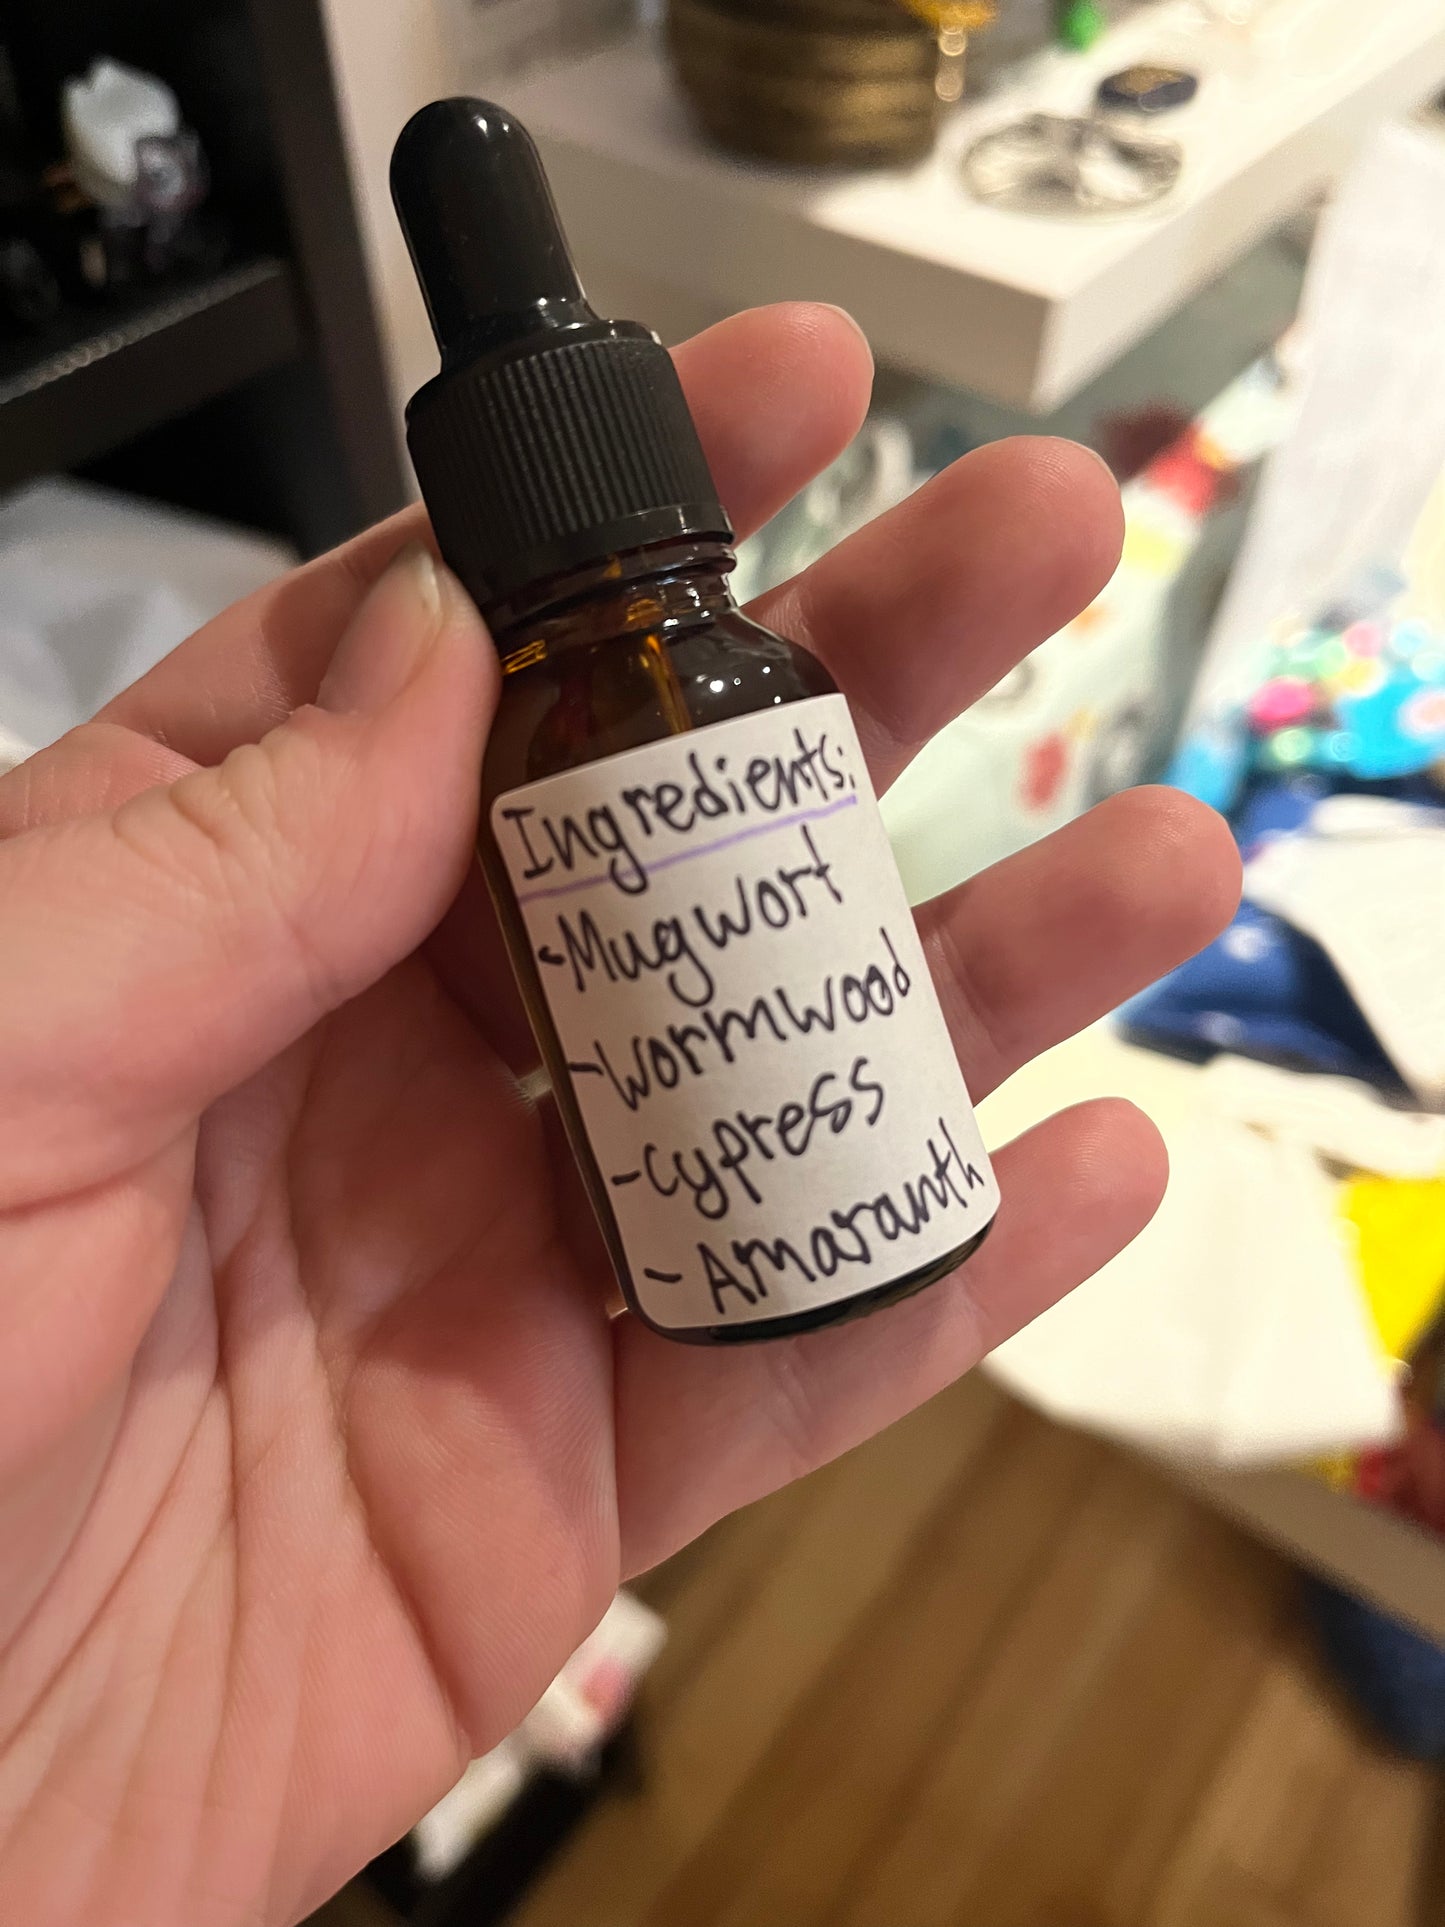 Ingredients:
-Mugwort
-Wormwood
-Cypress
-Amaranth